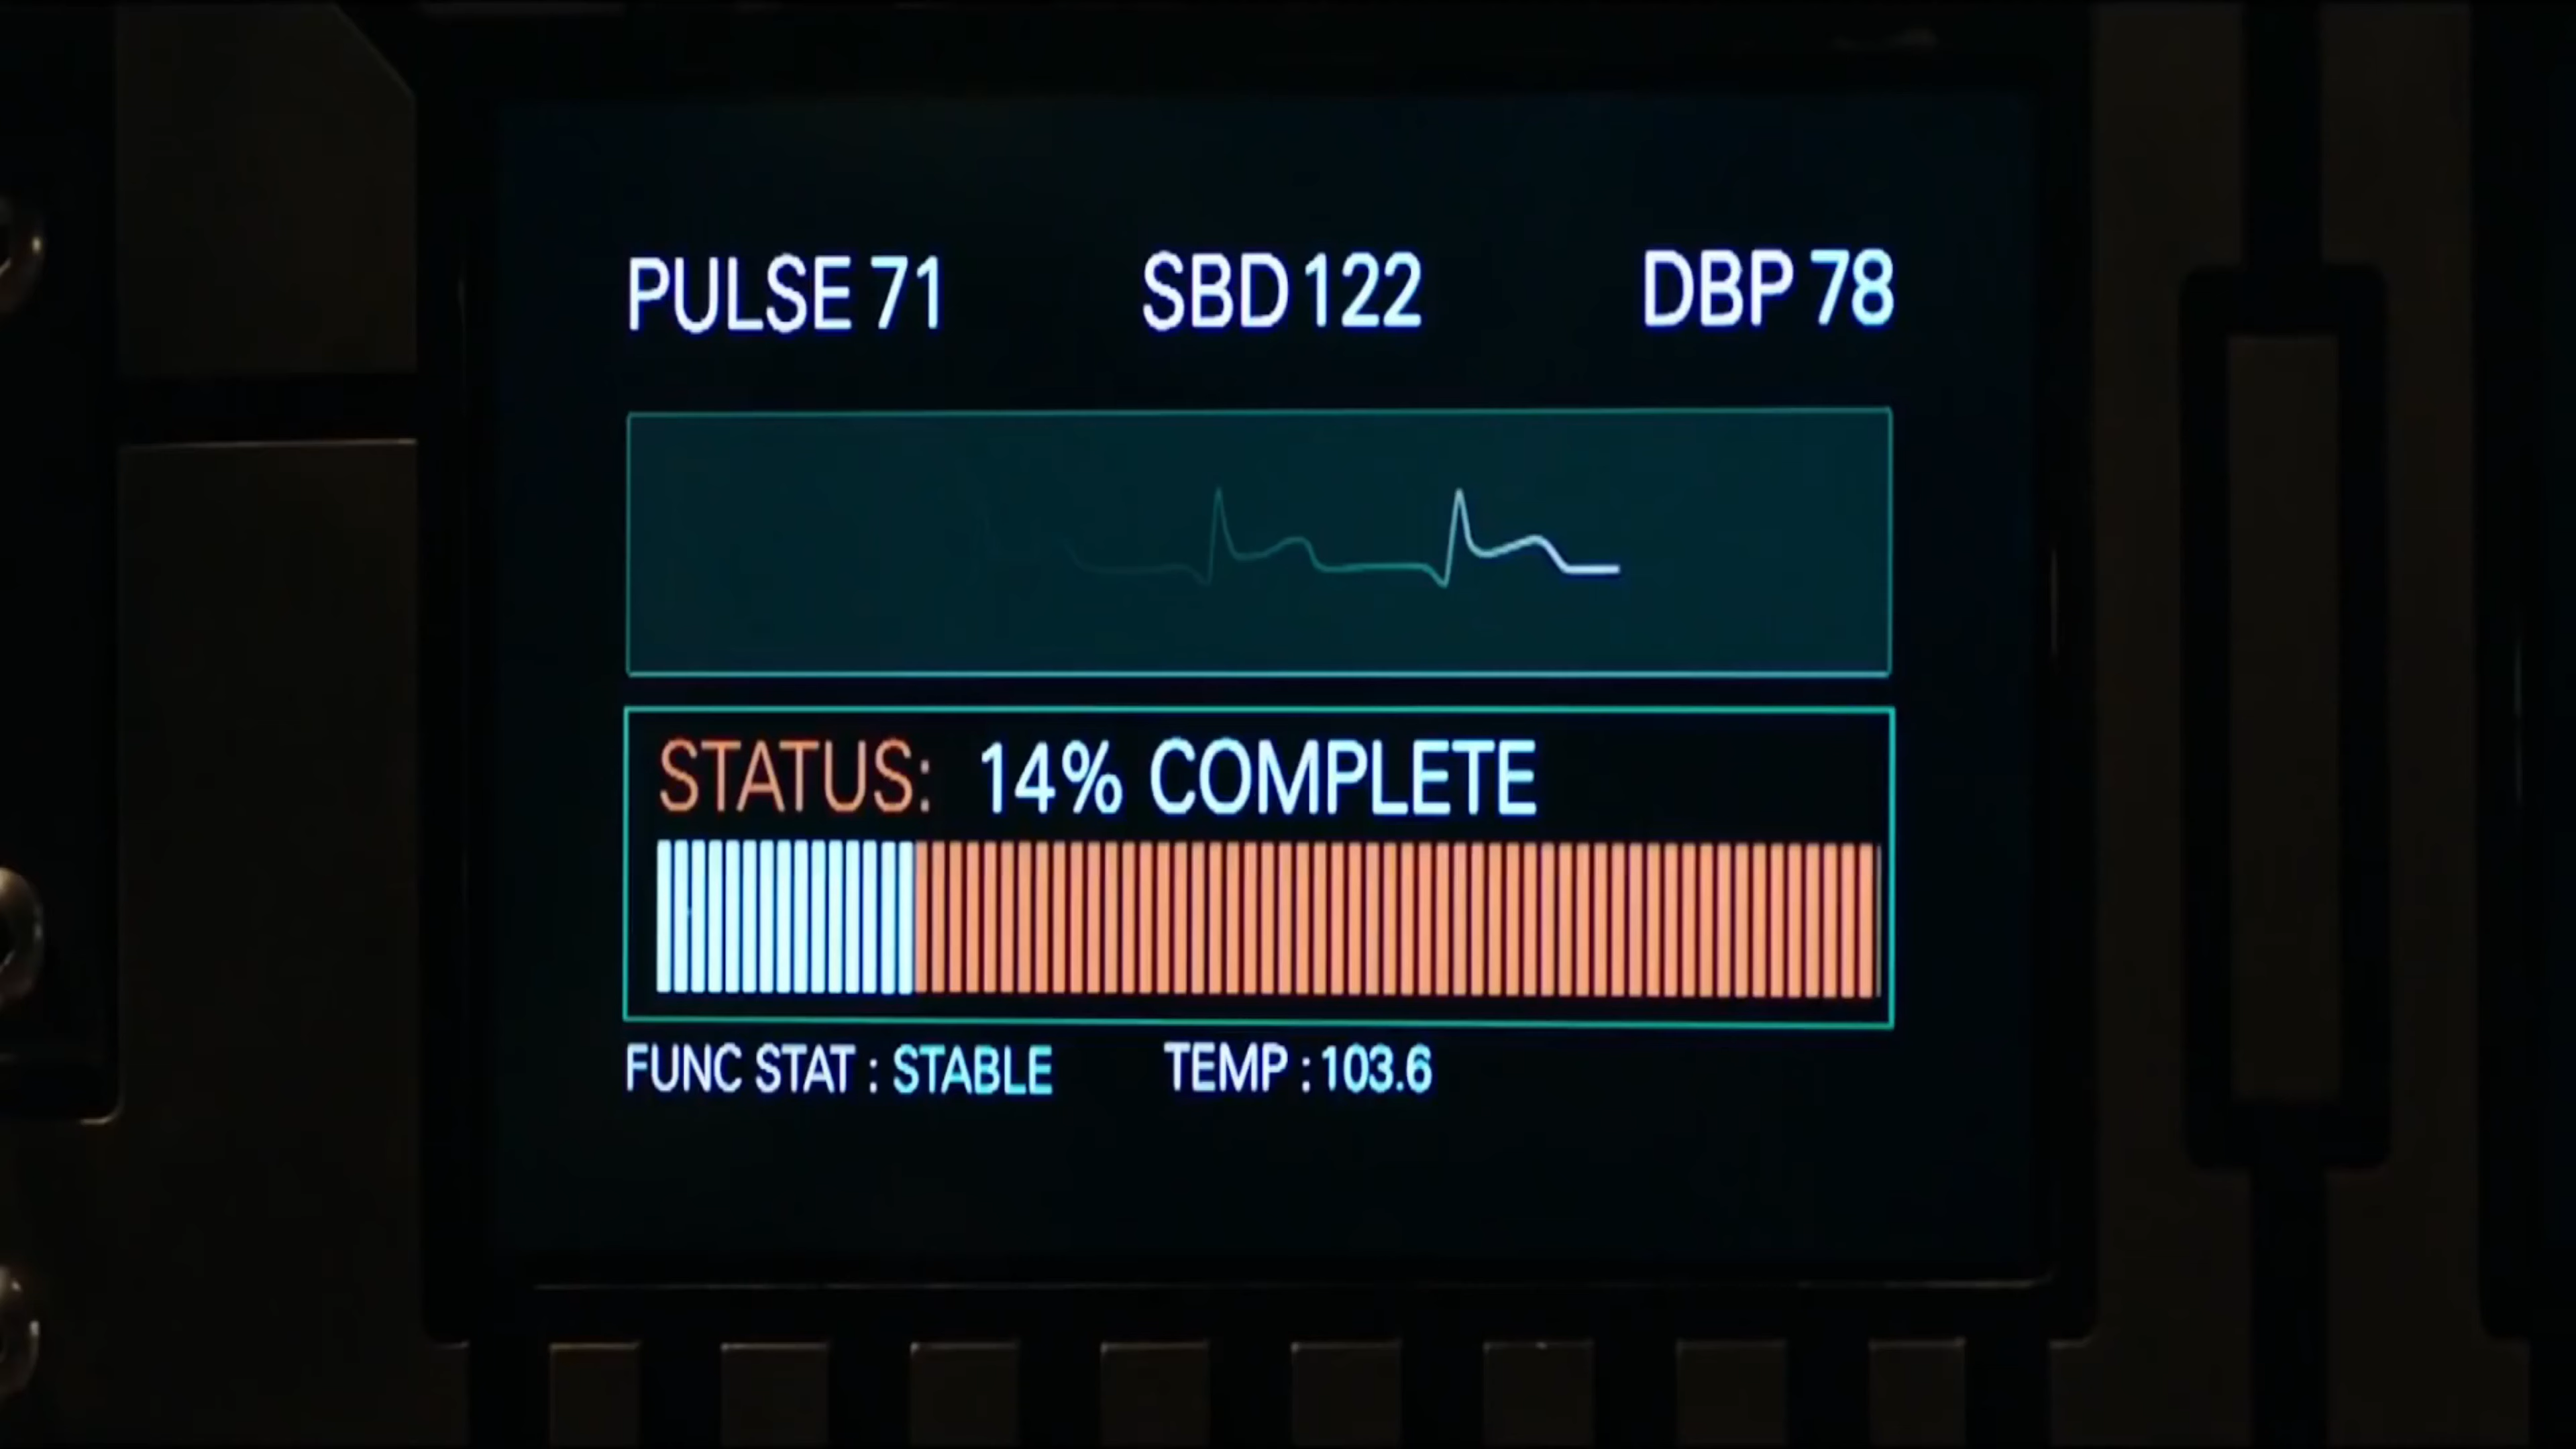 PULSE 71 SBD 122 DBP 78
STATUS: 14% COMPLETE
FUNC STAT : STABLE TEMP : 103.6